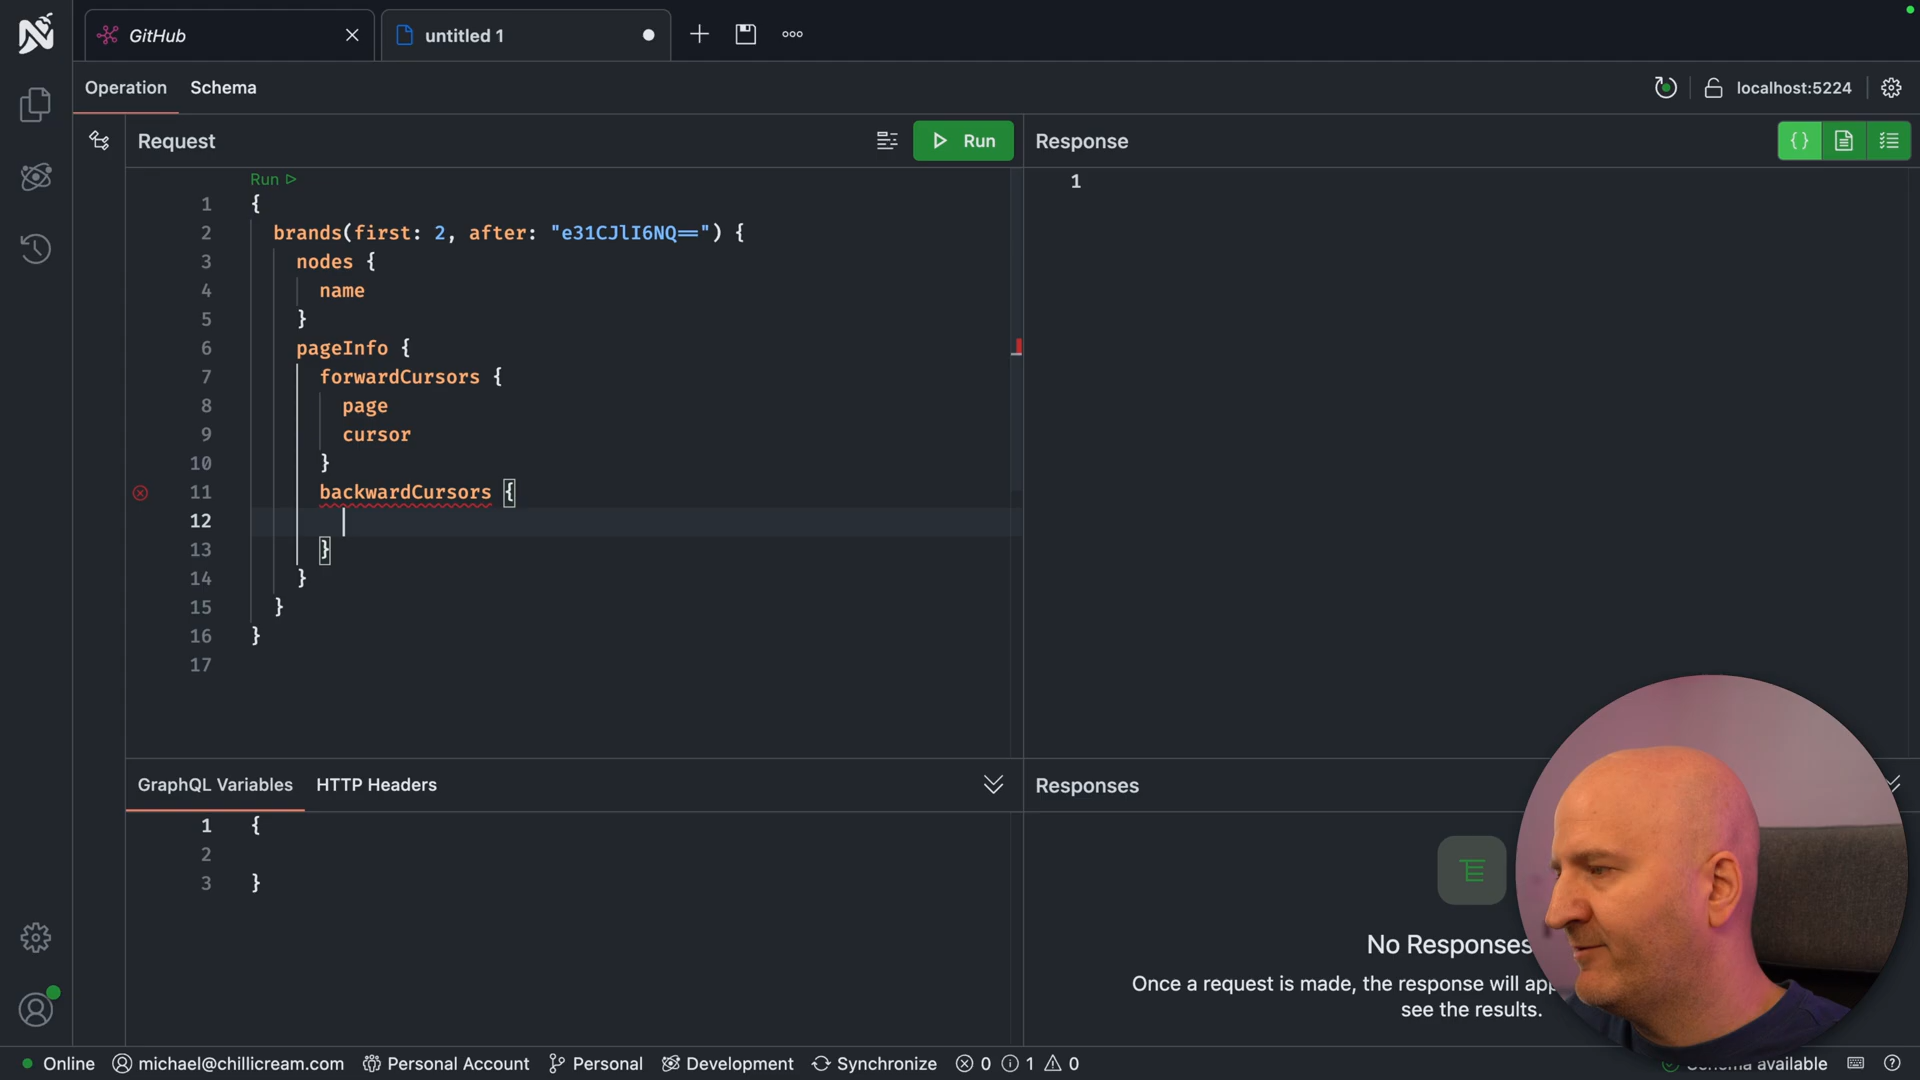 GitHub
untitled 1
Operation
Schema
localhost:5224
Request
Run
Response
Run
1 {
2 brands(first: 2, after: "e31CJlI6NQ==") {
3 nodes {
4 name
5 }
6 pageInfo {
7 forwardCursors {
8 page
9 cursor
10 }
11 backwardCursors {
12
13 }
14 }
15 }
16 }
17
1
GraphQL Variables
HTTP Headers
1 {
2
3 }
Responses
No Responses
Once a request is made, the response will app
see the results.
Online
michael@chillicream.com
Personal Account
Personal
Development
Synchronize
0
1
0
Schema available